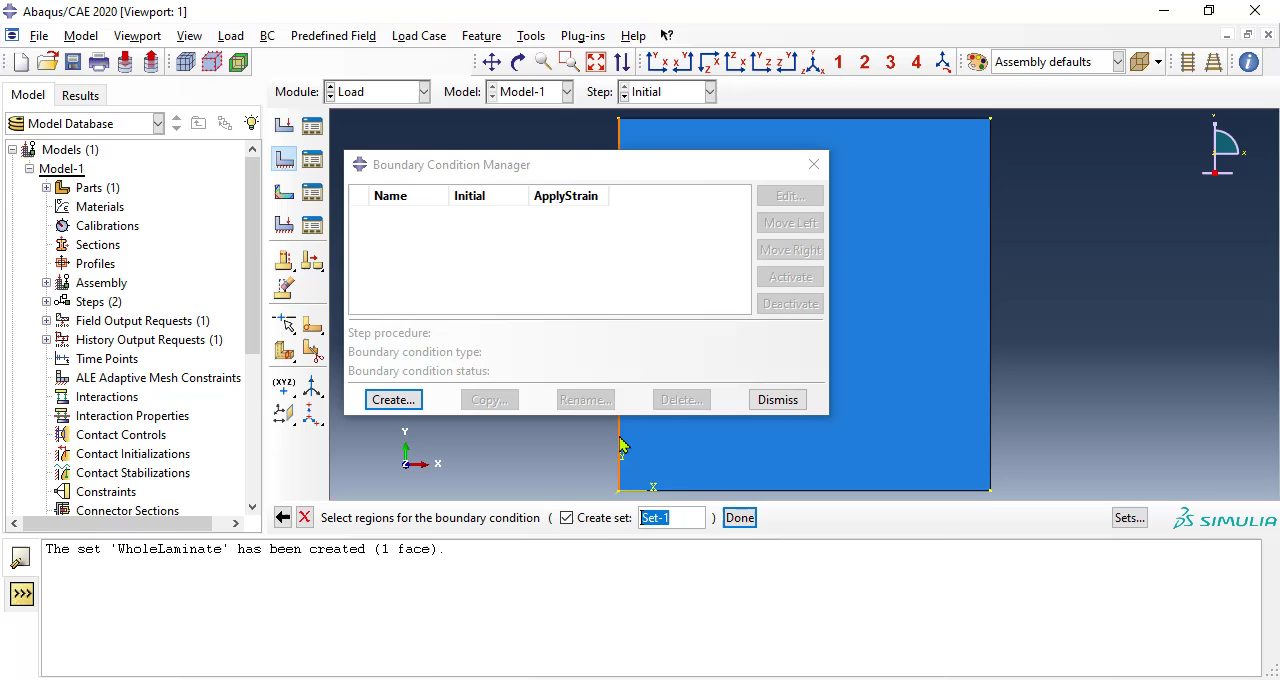 Abaqus/CAE 2020 [Viewport: 1]
File Model Viewport View Load BC Predefined Field Load Case Feature Tools Plug-ins Help
1 2 3 4 Assembly defaults
Model Results Module: Load Model: Model-1 Step: Initial
Model Database
Models (1)
Model-1
Parts (1)
Materials
Calibrations
Sections
Profiles
Assembly
Steps (2)
Field Output Requests (1)
History Output Requests (1)
Time Points
ALE Adaptive Mesh Constraints
Interactions
Interaction Properties
Contact Controls
Contact Initializations
Contact Stabilizations
Constraints
Connector Sections
(XYZ)
Boundary Condition Manager
Name Initial ApplyStrain
Edit...
Move Left
Move Right
Activate
Deactivate
Step procedure:
Boundary condition type:
Boundary condition status:
Create... Copy... Rename... Delete... Dismiss
Y
Z X
Y
X
Y
X
Select regions for the boundary condition ( Create set: Set-1 ) Done Sets... SIMULIA
The set 'WholeLaminate' has been created (1 face).
>>>